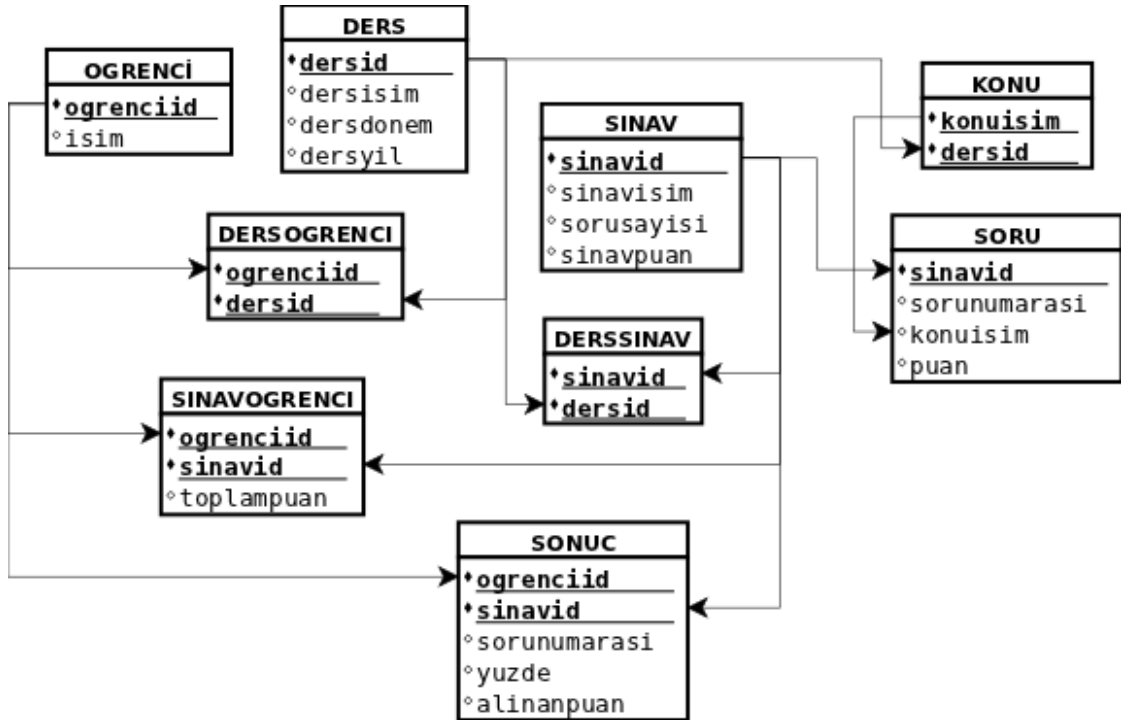 DERS
dersid
dersisim
dersdonem
dersyil
OGRENCİ
ogrenciid
isim
KONU
konuisim
dersid
SINAV
sinavid
sinavisim
sorusayisi
sinavpuan
DERSOGRENCI
ogrenciid
dersid
SORU
sinavid
sorunumarasi
konuisim
puan
DERSSINAV
sinavid
dersid
SINAVOGRENCI
ogrenciid
sinavid
toplampuan
SONUC
ogrenciid
sinavid
sorunumarasi
yuzde
alinanpuan